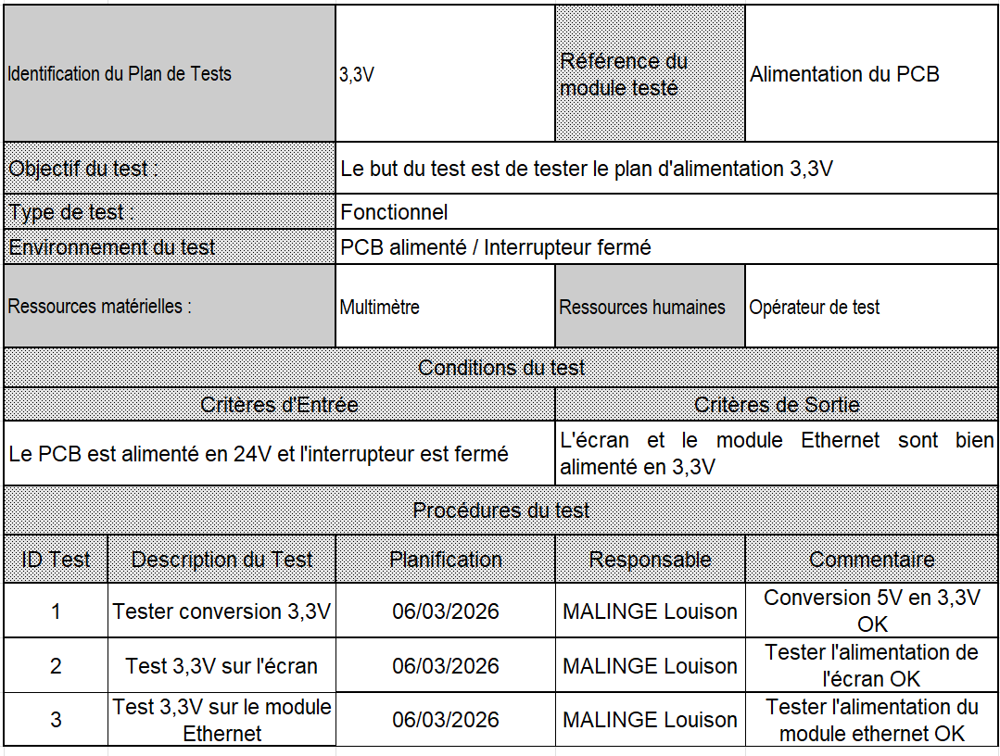 Identification du Plan de Tests
3,3V
Référence du
module testé
Alimentation du PCB
Objectif du test :
Le but du test est de tester le plan d'alimentation 3,3V
Type de test :
Fonctionnel
Environnement du test
PCB alimenté / Interrupteur fermé
Ressources matérielles :
Multimètre
Ressources humaines
Opérateur de test
Conditions du test
Critères d'Entrée
Critères de Sortie
Le PCB est alimenté en 24V et l'interrupteur est fermé
L'écran et le module Ethernet sont bien
alimenté en 3,3V
Procédures du test
ID Test
Description du Test
Planification
Responsable
Commentaire
1
Tester conversion 3,3V
06/03/2026
MALINGE Louison
Conversion 5V en 3,3V
OK
2
Test 3,3V sur l'écran
06/03/2026
MALINGE Louison
Tester l'alimentation de
l'écran OK
3
Test 3,3V sur le module
Ethernet
06/03/2026
MALINGE Louison
Tester l'alimentation du
module ethernet OK